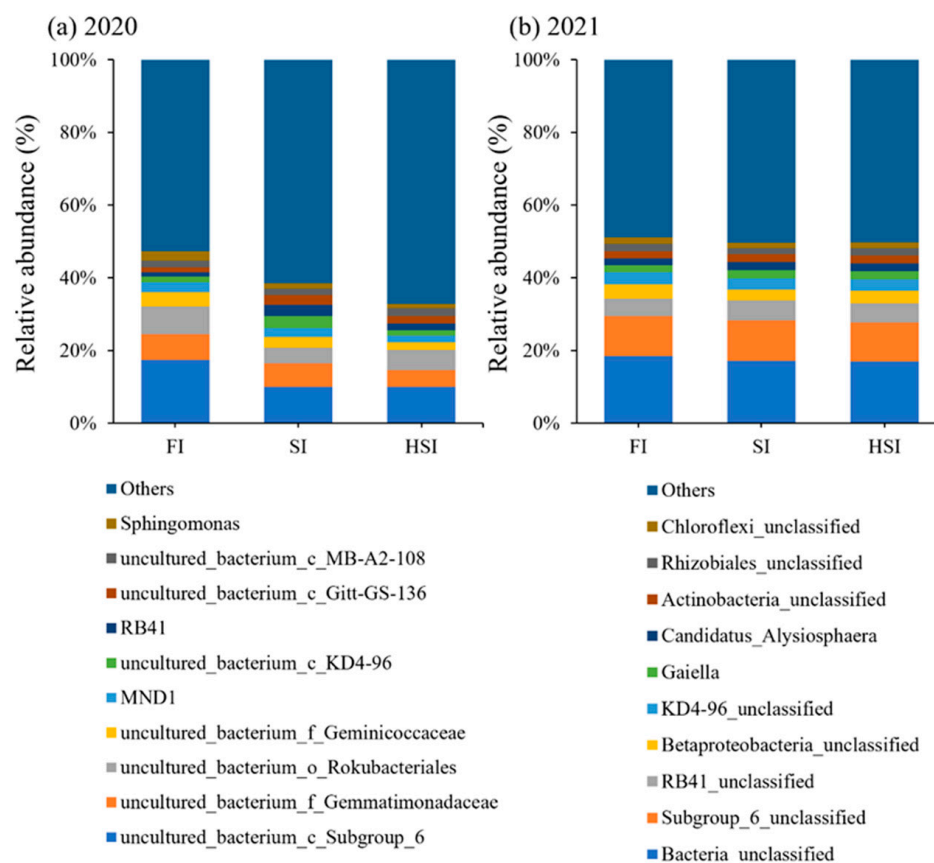 (a) 2020
(b) 2021
Relative abundance (%)
100%
80%
60%
40%
20%
0%
FI
SI
HSI
Relative abundance (%)
100%
80%
60%
40%
20%
0%
FI
SI
HSI
Others
Sphingomonas
uncultured_bacterium_c_MB-A2-108
uncultured_bacterium_c_Gitt-GS-136
RB41
uncultured_bacterium_c_KD4-96
MND1
uncultured_bacterium_f_Geminicoccaceae
uncultured_bacterium_o_Rokubacteriales
uncultured_bacterium_f_Gemmatimonadaceae
uncultured_bacterium_c_Subgroup_6
Others
Chloroflexi_unclassified
Rhizobiales_unclassified
Actinobacteria_unclassified
Candidatus_Alysiosphaera
Gaiella
KD4-96_unclassified
Betaproteobacteria_unclassified
RB41_unclassified
Subgroup_6_unclassified
Bacteria_unclassified